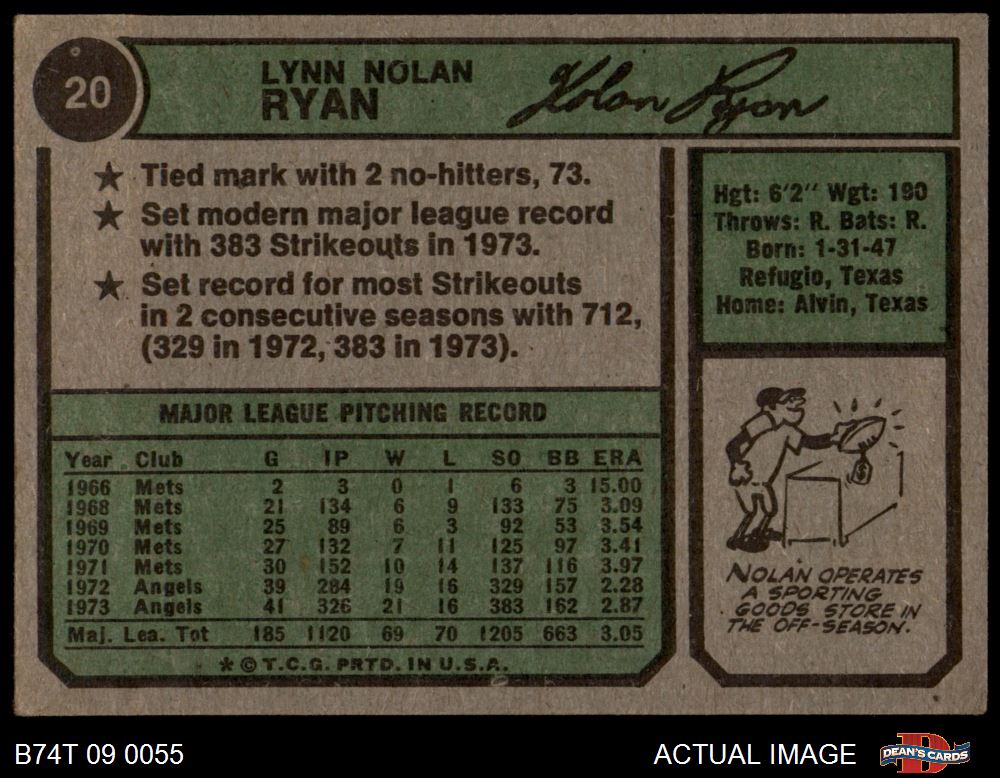 20
LYNN NOLAN
RYAN
Nolan Ryan
★ Tied mark with 2 no-hitters, 73.
★ Set modern major league record
with 383 Strikeouts in 1973.
★ Set record for most Strikeouts
in 2 consecutive seasons with 712,
(329 in 1972, 383 in 1973).
Hgt: 6'2'' Wgt: 190
Throws: R. Bats: R.
Born: 1-31-47
Refugio, Texas
Home: Alvin, Texas
MAJOR LEAGUE PITCHING RECORD
Year Club G IP W L SO BB ERA
1966 Mets 2 3 0 1 6 3 15.00
1968 Mets 21 134 6 9 133 75 3.09
1969 Mets 25 89 6 3 92 53 3.54
1970 Mets 27 132 7 11 125 97 3.41
1971 Mets 30 152 10 14 137 116 3.97
1972 Angels 39 284 19 16 329 157 2.28
1973 Angels 41 326 21 16 383 162 2.87
Maj. Lea. Tot 185 1120 69 70 1205 663 3.05
* © T.C.G. PRTD. IN U.S.A.
NOLAN OPERATES
A SPORTING
GOODS STORE IN
THE OFF-SEASON.
B74T 09 0055
ACTUAL IMAGE
DEAN'S CARDS